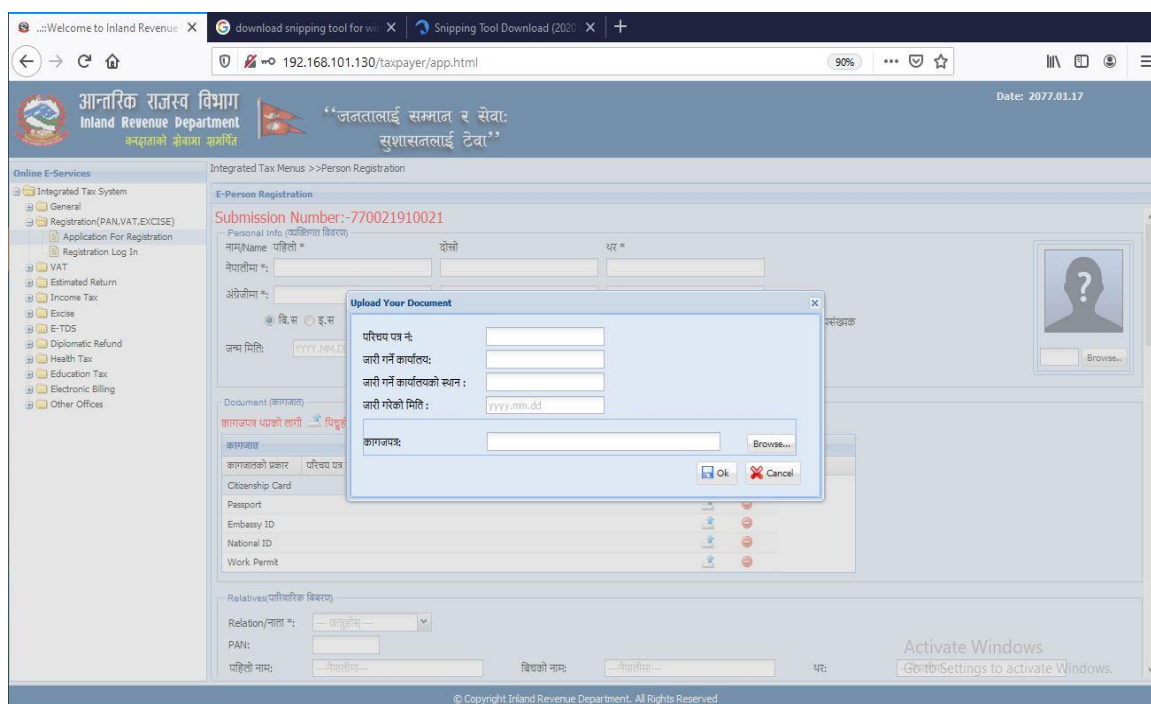 ..::Welcome to Inland Revenue
download snipping tool for wi
Snipping Tool Download (2020
192.168.101.130/taxpayer/app.html
90%
आन्तरिक राजस्व विभाग
Inland Revenue Department
Date: 2077.01.17
“जनतालाई सम्मान र सेवा:
सुशासनलाई टेवा”
Online E-Services
Integrated Tax System
General
Registration(PAN,VAT,EXCISE)
Application For Registration
Registration Log In
VAT
Estimated Return
Income Tax
Excise
E-TDS
Diplomatic Refund
Health Tax
Education Tax
Electronic Billing
Other Offices
Integrated Tax Menus >>Person Registration
E-Person Registration
Submission Number:-770021910021
Personal Info (व्यक्तिगत विवरण)
नाम/Name पहिलो * दोस्रो थर *
नेपालीमा *:
अंग्रेजीमा *:
बि.स इ.स
जन्म मिति: YYYY.MM.D
Browse..
Upload Your Document
परिचय पत्र नं:
जारी गर्ने कार्यालय:
जारी गर्ने कार्यालयको स्थान :
जारी गरेको मिति : yyyy.mm.dd
कागजपत्र: Browse...
Ok Cancel
Document (कागजात)
कागजपत्र थप्नको लागी
कागजात
कागजातको प्रकार परिचय पत्र
Citizenship Card
Passport
Embassy ID
National ID
Work Permit
Relatives(पारिवारिक बिबरण)
Relation/नाता *: --- छान्नुहोस् ---
PAN:
पहिलो नाम: ---नेपालीमा--- बिचको नाम: ---नेपालीमा--- थर:
Activate Windows
Go to Settings to activate Windows.
© Copyright Inland Revenue Department, All Rights Reserved